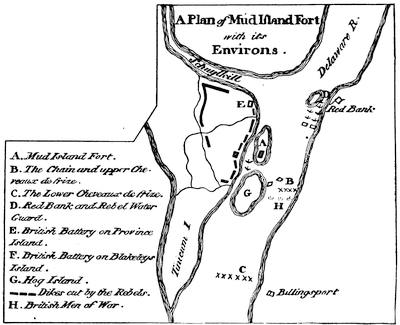 A Plan of Mud Island Fort
with its
Environs.
Schuylkill
Delaware R.
E
D
Red Bank
A
G
B
H
Tinicum I
C
Billingsport
A. Mud Island Fort.
B. The Chain and upper Che-
vaux de frize.
C. The Lower Chevaux de frize.
D. Red Bank and Rebel Water
Guard.
E. British Battery on Province
Island.
F. British Battery on Blakeleys
Island.
G. Hog Island.
Dikes cut by the Rebels.
H. British Men of War.